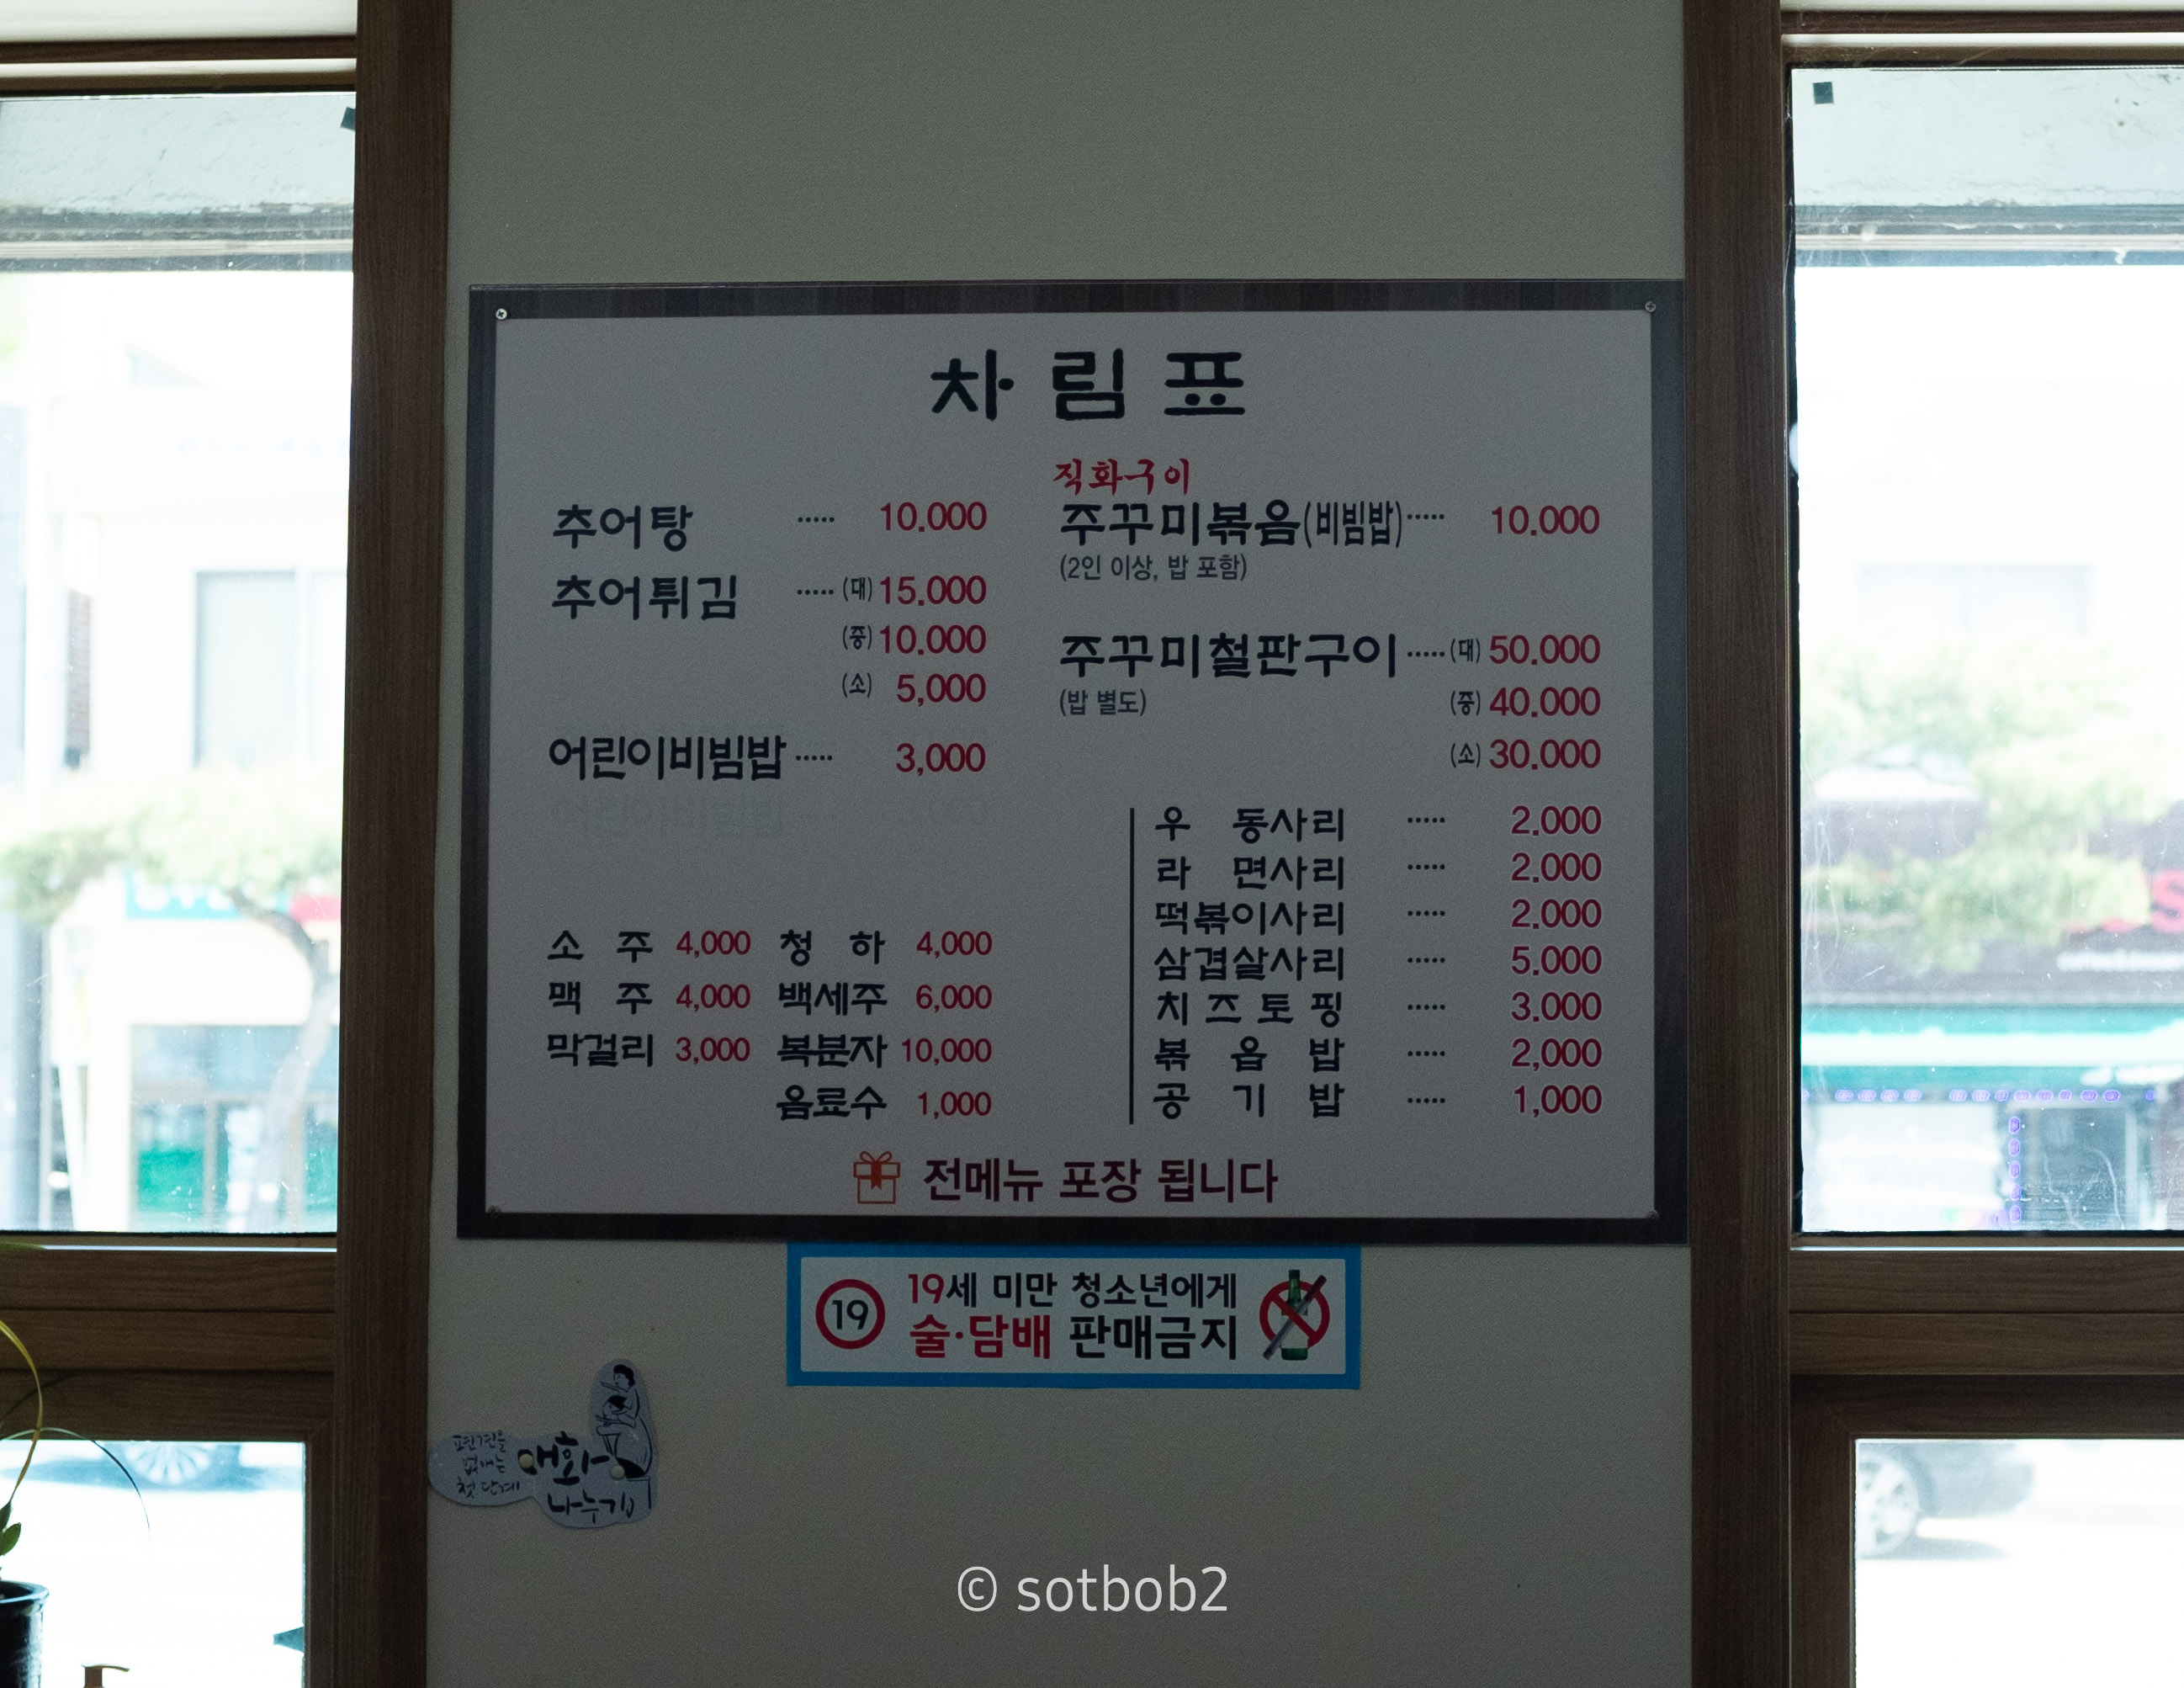 차림표
추어탕 ····· 10.000
추어튀김 ····· (대) 15.000
(중) 10.000
(소) 5,000
어린이비빔밥 ····· 3,000
소 주 4,000 청 하 4,000
맥 주 4,000 백세주 6,000
막걸리 3,000 복분자 10,000
음료수 1,000
직화구이
주꾸미볶음(비빔밥) ····· 10.000
(2인 이상, 밥 포함)
주꾸미철판구이 ····· (대) 50.000
(밥 별도)
(중) 40.000
(소) 30.000
우 동사리 ····· 2.000
라 면사리 ····· 2.000
떡볶이사리 ····· 2.000
삼겹살사리 ····· 5.000
치즈토핑 ····· 3.000
볶 음 밥 ····· 2,000
공 기 밥 ····· 1,000
전메뉴 포장 됩니다
19
19세 미만 청소년에게
술·담배 판매금지
편견을
없애는
첫 단계
대화
나누기
© sotbob2